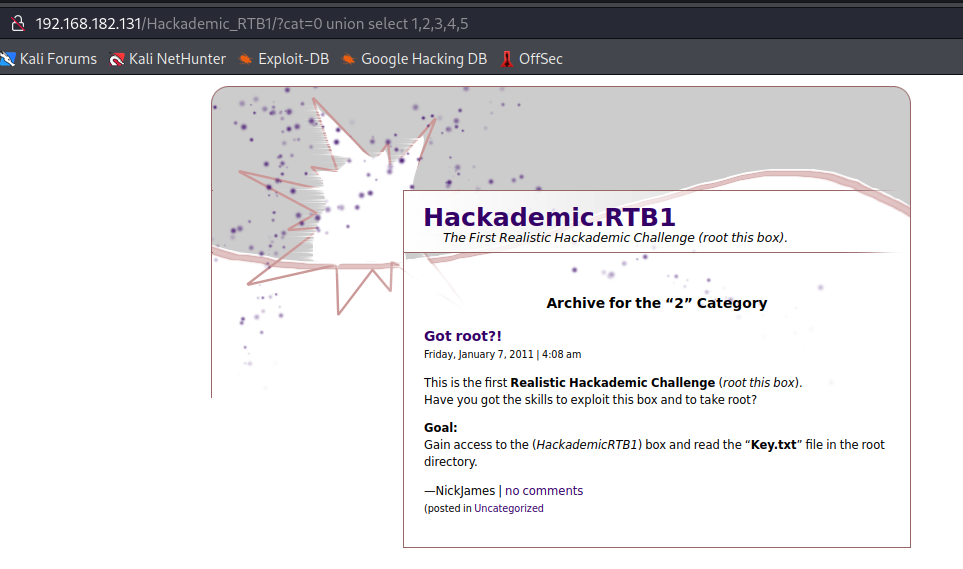 192.168.182.131/Hackademic_RTB1/?cat=0 union select 1,2,3,4,5
Kali Forums Kali NetHunter Exploit-DB Google Hacking DB OffSec
Hackademic.RTB1
The First Realistic Hackademic Challenge (root this box).
Archive for the “2” Category
Got root?!
Friday, January 7, 2011 | 4:08 am
This is the first Realistic Hackademic Challenge (root this box).
Have you got the skills to exploit this box and to take root?
Goal:
Gain access to the (HackademicRTB1) box and read the “Key.txt” file in the root
directory.
—NickJames | no comments
(posted in Uncategorized